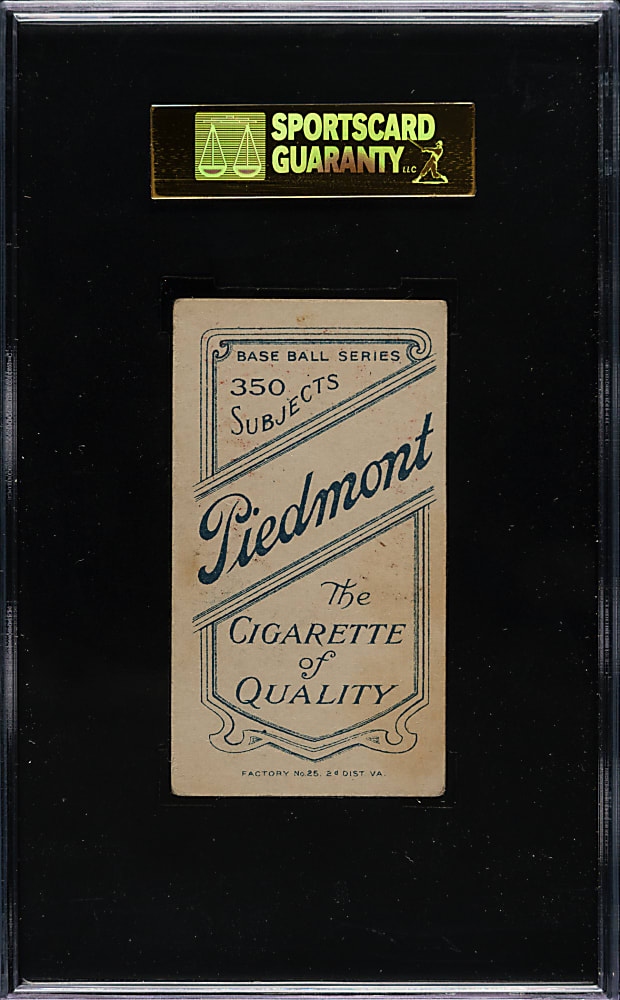 SPORTSCARD
GUARANTY LLC
BASE BALL SERIES
350
SUBJECTS
Piedmont
The
CIGARETTE
of
QUALITY
FACTORY No. 25. 2d DIST VA.